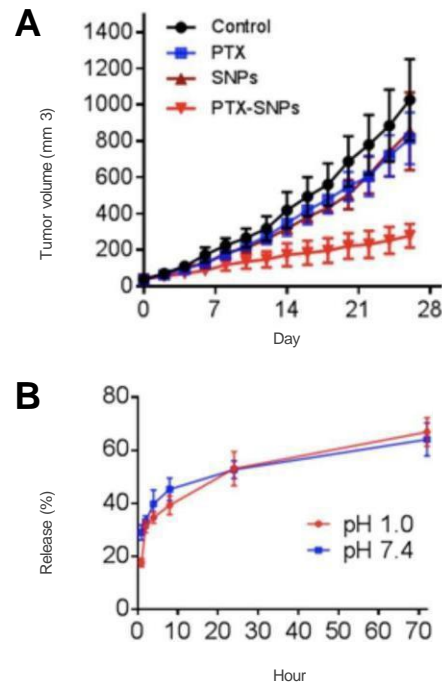 A
Control
PTX
SNPs
PTX-SNPs
Tumor volume (mm 3)
1400
1200
1000
800
600
400
200
0
0 7 14 21 28
Day
B
Release (%)
80
60
40
20
0
pH 1.0
pH 7.4
0 10 20 30 40 50 60 70
Hour